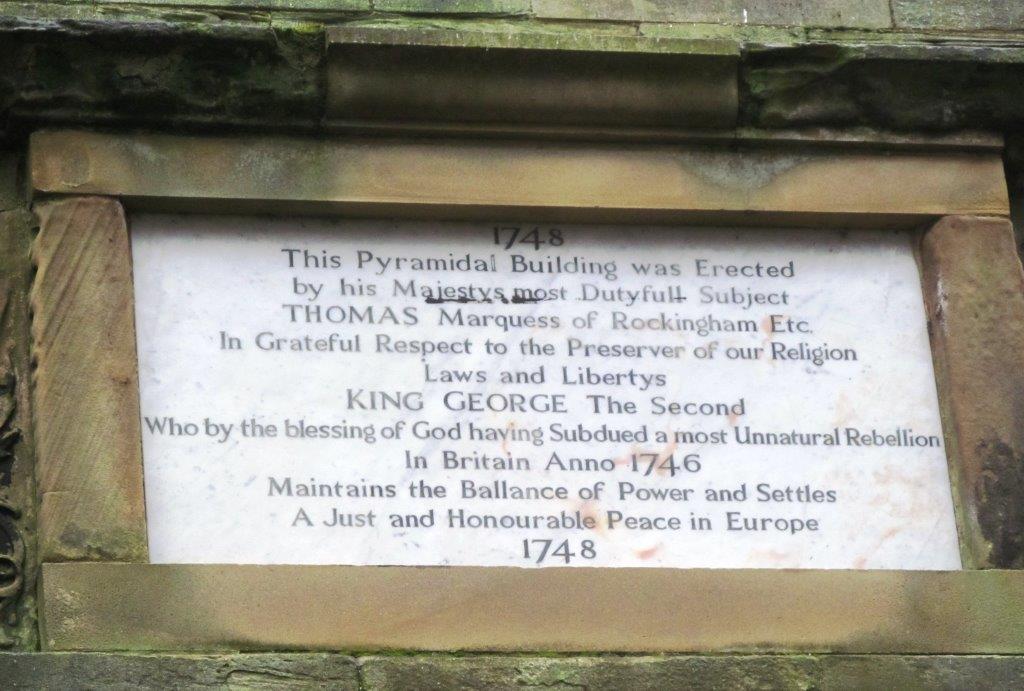 1748
This Pyramidal Building was Erected
by his Majestys most Dutyfull Subject
THOMAS Marquess of Rockingham Etc.
In Grateful Respect to the Preserver of our Religion
Laws and Libertys
KING GEORGE The Second
Who by the blessing of God having Subdued a most Unnatural Rebellion
In Britain Anno 1746
Maintains the Ballance of Power and Settles
A Just and Honourable Peace in Europe
1748